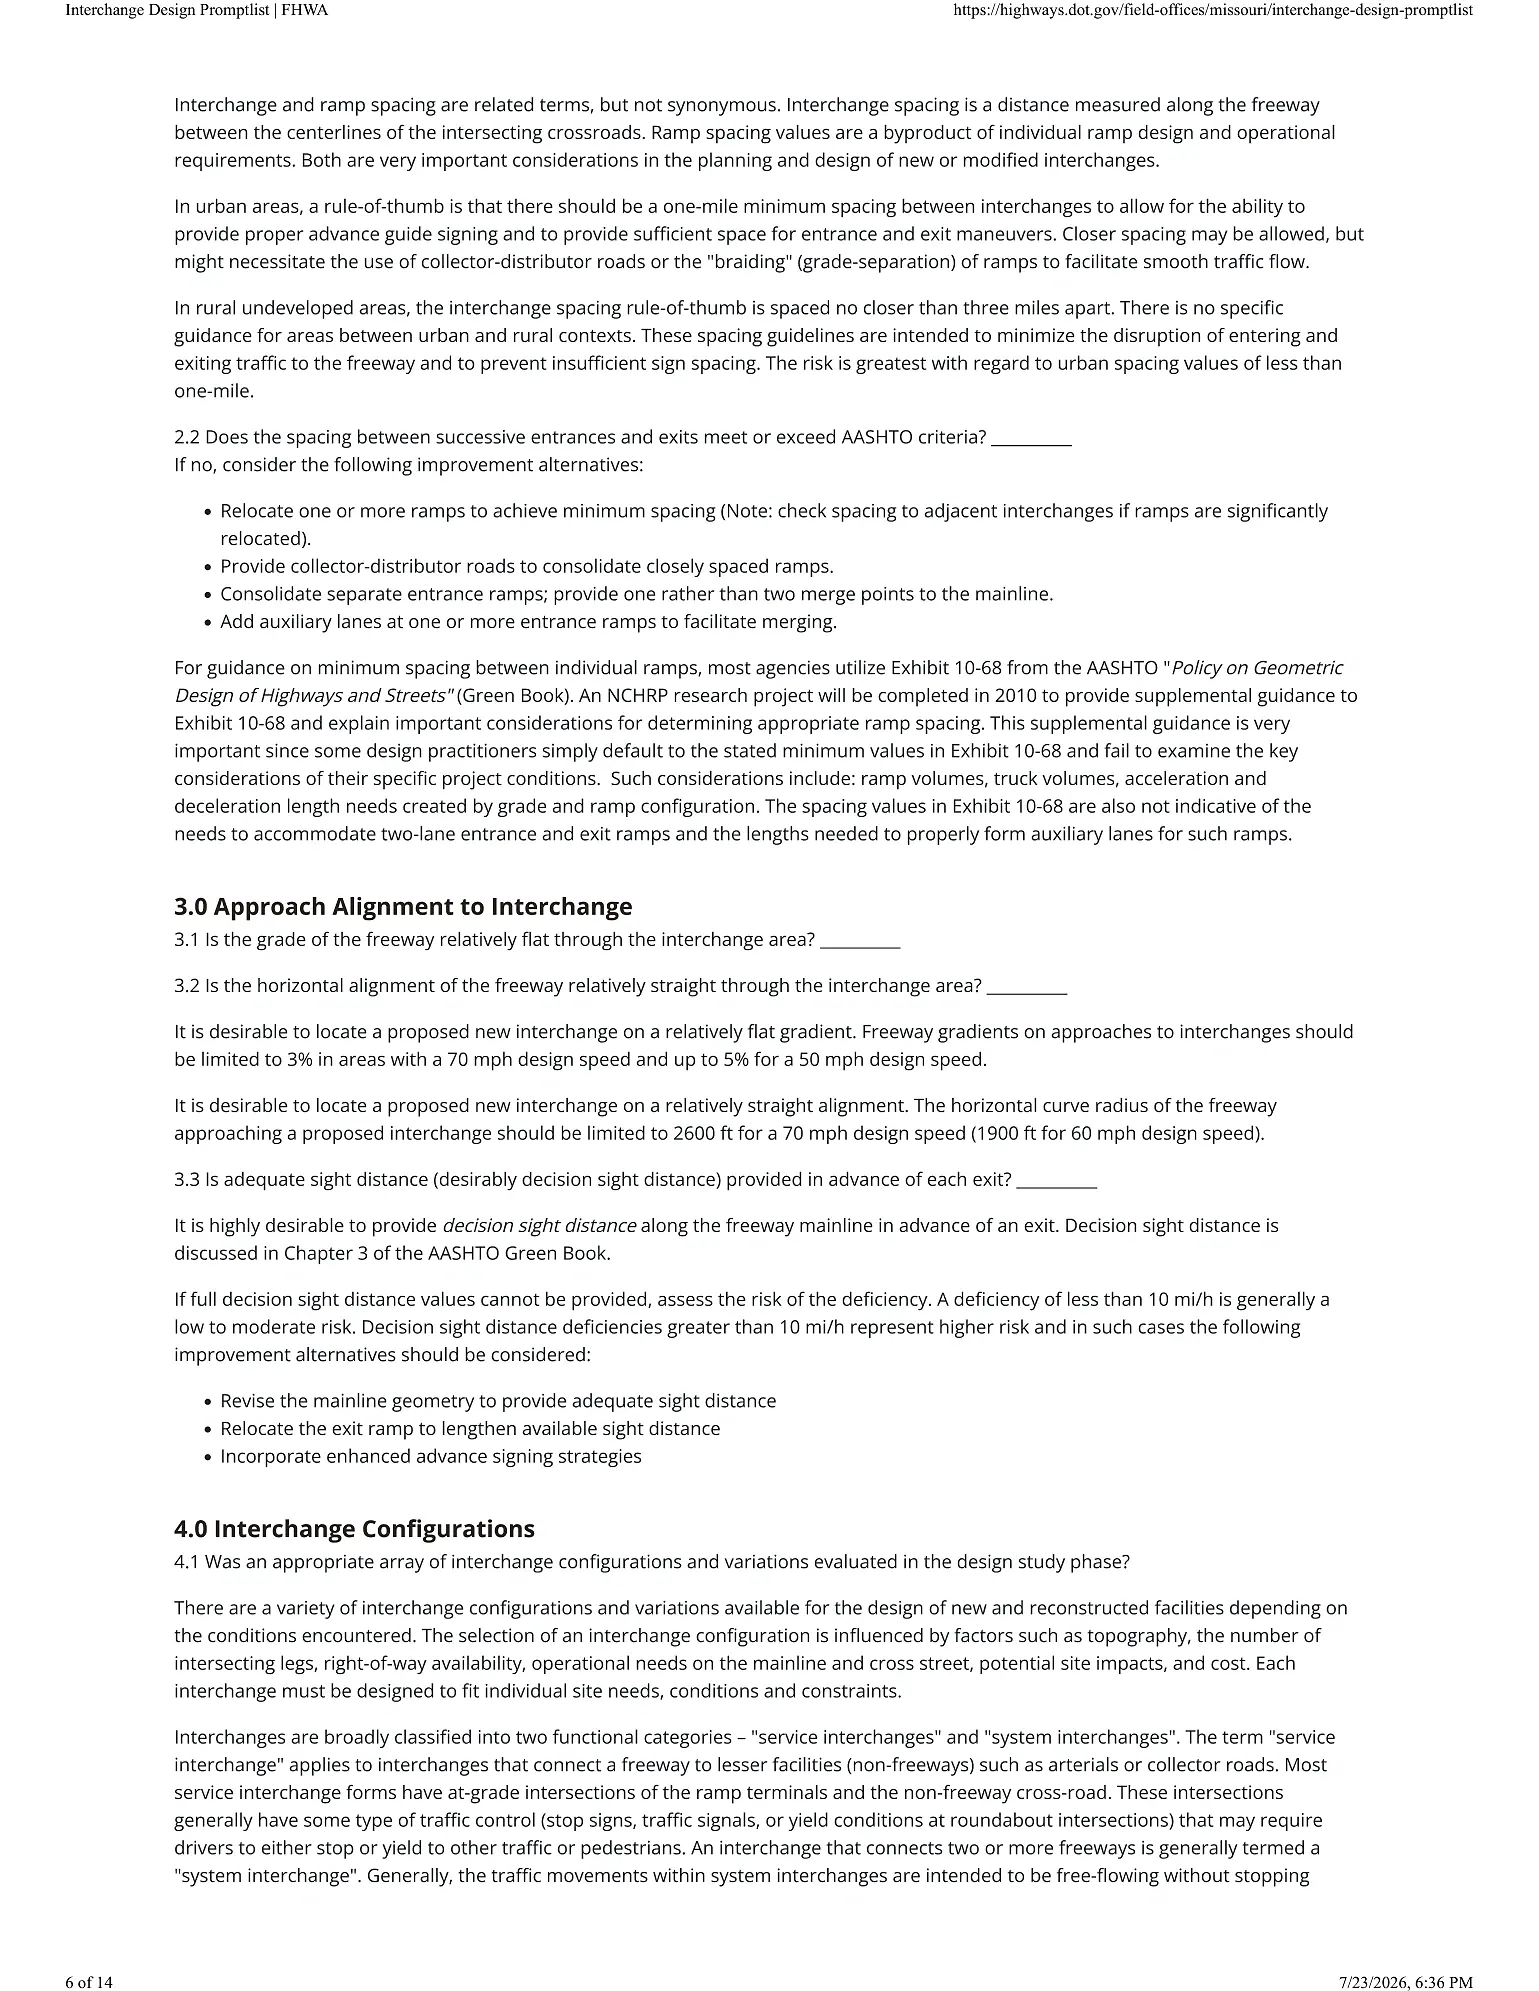 Interchange Design Promptlist | FHWA
https://highways.dot.gov/field-offices/missouri/interchange-design-promptlist
Interchange and ramp spacing are related terms, but not synonymous. Interchange spacing is a distance measured along the freeway
between the centerlines of the intersecting crossroads. Ramp spacing values are a byproduct of individual ramp design and operational
requirements. Both are very important considerations in the planning and design of new or modified interchanges.
In urban areas, a rule-of-thumb is that there should be a one-mile minimum spacing between interchanges to allow for the ability to
provide proper advance guide signing and to provide sufficient space for entrance and exit maneuvers. Closer spacing may be allowed, but
might necessitate the use of collector-distributor roads or the "braiding" (grade-separation) of ramps to facilitate smooth traffic flow.
In rural undeveloped areas, the interchange spacing rule-of-thumb is spaced no closer than three miles apart. There is no specific
guidance for areas between urban and rural contexts. These spacing guidelines are intended to minimize the disruption of entering and
exiting traffic to the freeway and to prevent insufficient sign spacing. The risk is greatest with regard to urban spacing values of less than
one-mile.
2.2 Does the spacing between successive entrances and exits meet or exceed AASHTO criteria? _________
If no, consider the following improvement alternatives:
• Relocate one or more ramps to achieve minimum spacing (Note: check spacing to adjacent interchanges if ramps are significantly
relocated).
• Provide collector-distributor roads to consolidate closely spaced ramps.
• Consolidate separate entrance ramps; provide one rather than two merge points to the mainline.
• Add auxiliary lanes at one or more entrance ramps to facilitate merging.
For guidance on minimum spacing between individual ramps, most agencies utilize Exhibit 10-68 from the AASHTO "Policy on Geometric
Design of Highways and Streets" (Green Book). An NCHRP research project will be completed in 2010 to provide supplemental guidance to
Exhibit 10-68 and explain important considerations for determining appropriate ramp spacing. This supplemental guidance is very
important since some design practitioners simply default to the stated minimum values in Exhibit 10-68 and fail to examine the key
considerations of their specific project conditions.  Such considerations include: ramp volumes, truck volumes, acceleration and
deceleration length needs created by grade and ramp configuration. The spacing values in Exhibit 10-68 are also not indicative of the
needs to accommodate two-lane entrance and exit ramps and the lengths needed to properly form auxiliary lanes for such ramps.
3.0 Approach Alignment to Interchange
3.1 Is the grade of the freeway relatively flat through the interchange area? _________
3.2 Is the horizontal alignment of the freeway relatively straight through the interchange area? _________
It is desirable to locate a proposed new interchange on a relatively flat gradient. Freeway gradients on approaches to interchanges should
be limited to 3% in areas with a 70 mph design speed and up to 5% for a 50 mph design speed.
It is desirable to locate a proposed new interchange on a relatively straight alignment. The horizontal curve radius of the freeway
approaching a proposed interchange should be limited to 2600 ft for a 70 mph design speed (1900 ft for 60 mph design speed).
3.3 Is adequate sight distance (desirably decision sight distance) provided in advance of each exit? _________
It is highly desirable to provide decision sight distance along the freeway mainline in advance of an exit. Decision sight distance is
discussed in Chapter 3 of the AASHTO Green Book.
If full decision sight distance values cannot be provided, assess the risk of the deficiency. A deficiency of less than 10 mi/h is generally a
low to moderate risk. Decision sight distance deficiencies greater than 10 mi/h represent higher risk and in such cases the following
improvement alternatives should be considered:
• Revise the mainline geometry to provide adequate sight distance
• Relocate the exit ramp to lengthen available sight distance
• Incorporate enhanced advance signing strategies
4.0 Interchange Configurations
4.1 Was an appropriate array of interchange configurations and variations evaluated in the design study phase?
There are a variety of interchange configurations and variations available for the design of new and reconstructed facilities depending on
the conditions encountered. The selection of an interchange configuration is influenced by factors such as topography, the number of
intersecting legs, right-of-way availability, operational needs on the mainline and cross street, potential site impacts, and cost. Each
interchange must be designed to fit individual site needs, conditions and constraints.
Interchanges are broadly classified into two functional categories – "service interchanges" and "system interchanges". The term "service
interchange" applies to interchanges that connect a freeway to lesser facilities (non-freeways) such as arterials or collector roads. Most
service interchange forms have at-grade intersections of the ramp terminals and the non-freeway cross-road. These intersections
generally have some type of traffic control (stop signs, traffic signals, or yield conditions at roundabout intersections) that may require
drivers to either stop or yield to other traffic or pedestrians. An interchange that connects two or more freeways is generally termed a
"system interchange". Generally, the traffic movements within system interchanges are intended to be free-flowing without stopping
6 of 14
7/23/2026, 6:36 PM